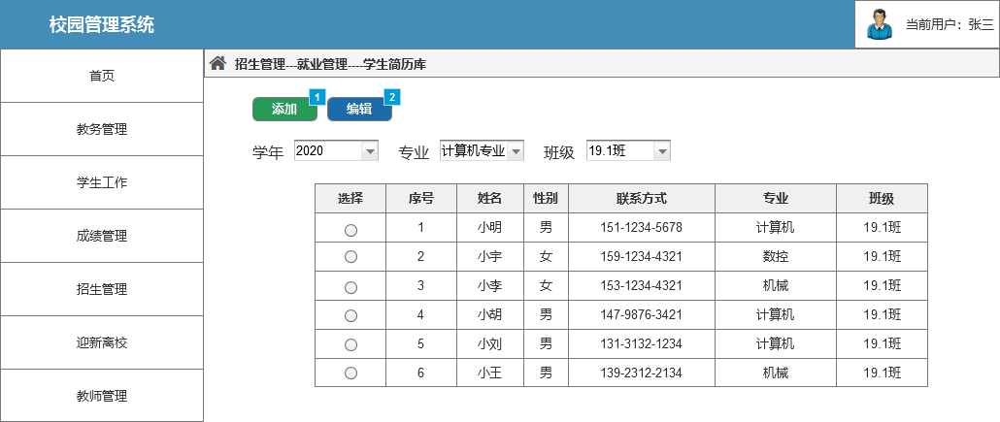 校园管理系统
当前用户：张三
首页
教务管理
学生工作
成绩管理
招生管理
迎新离校
教师管理
招生管理---就业管理----学生简历库
添加 1 编辑 2
学年 2020 专业 计算机专业 班级 19.1班
选择 序号 姓名 性别 联系方式 专业 班级
1 小明 男 151-1234-5678 计算机 19.1班
2 小宇 女 159-1234-4321 数控 19.1班
3 小李 女 153-1234-4321 机械 19.1班
4 小胡 男 147-9876-3421 计算机 19.1班
5 小刘 男 131-3132-1234 计算机 19.1班
6 小王 男 139-2312-2134 机械 19.1班